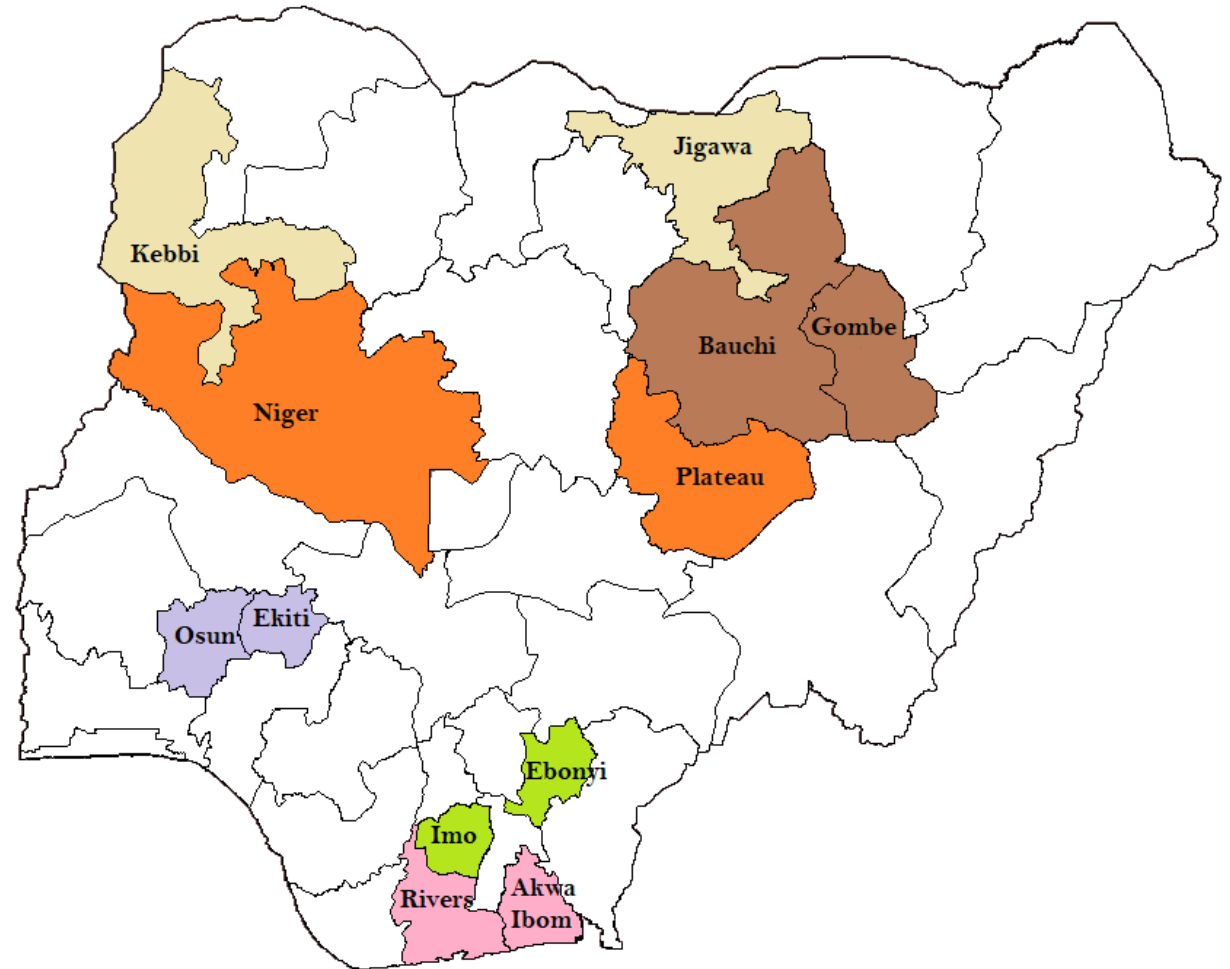 Jigawa
Kebbi
Gombe
Bauchi
Niger
Plateau
Ekiti
Osun
Ebonyi
Imo
Rivers
Akwa
Ibom